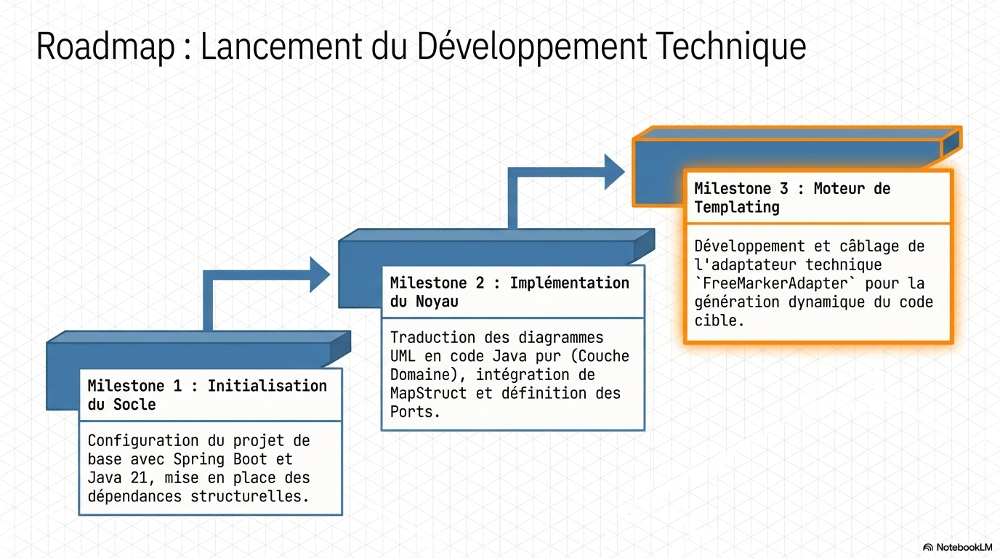 Roadmap : Lancement du Développement Technique
Milestone 1 : Initialisation
du Socle
Configuration du projet de
base avec Spring Boot et
Java 21, mise en place des
dépendances structurelles.
Milestone 2 : Implémentation
du Noyau
Traduction des diagrammes
UML en code Java pur (Couche
Domaine), intégration de
MapStruct et définition des
Ports.
Milestone 3 : Moteur de
Templating
Développement et câblage de
l'adaptateur technique
`FreeMarkerAdapter` pour la
génération dynamique du code
cible.
NotebookLM